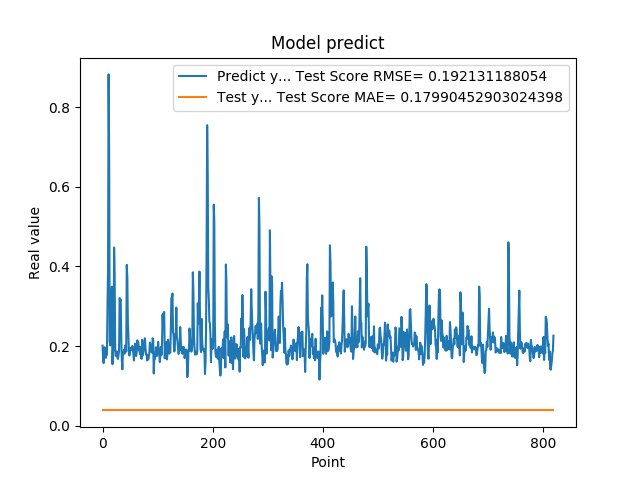 Model predict
Predict y... Test Score RMSE= 0.192131188054
Test y... Test Score MAE= 0.17990452903024398
Real value
0.8
0.6
0.4
0.2
0.0
0
200
400
600
800
Point